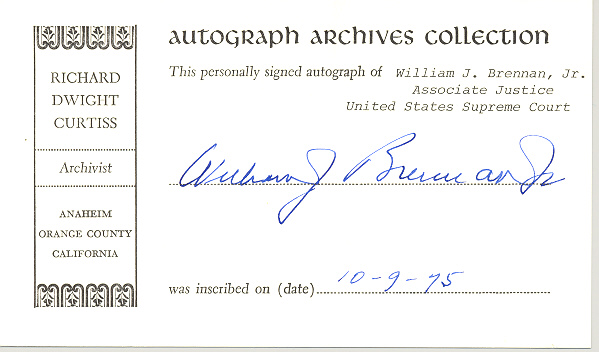 autograph archives collection
RICHARD
DWIGHT
CURTISS
Archivist
ANAHEIM
ORANGE COUNTY
CALIFORNIA
This personally signed autograph of William J. Brennan, Jr.
Associate Justice
United States Supreme Court
William J Brennan Jr
was inscribed on (date) 10-9-75